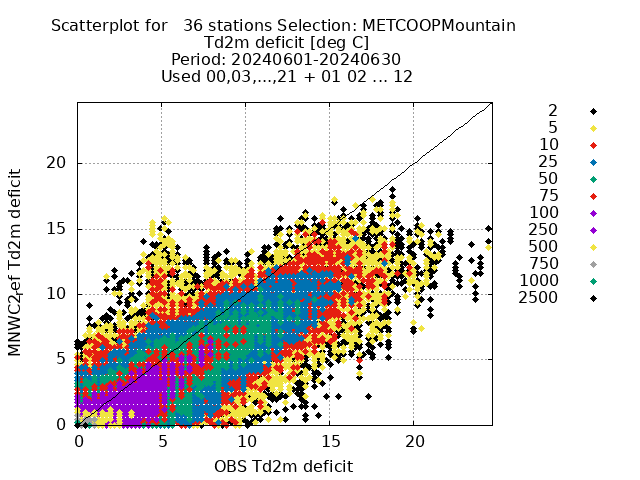 Scatterplot for   36 stations Selection: METCOOPMountain
Td2m deficit [deg C]
Period: 20240601-20240630
Used 00,03,...,21 + 01 02 ... 12
2
5
10
25
50
75
100
250
500
750
1000
2500
MNWC2ref Td2m deficit
20
15
10
5
0
0 5 10 15 20
OBS Td2m deficit